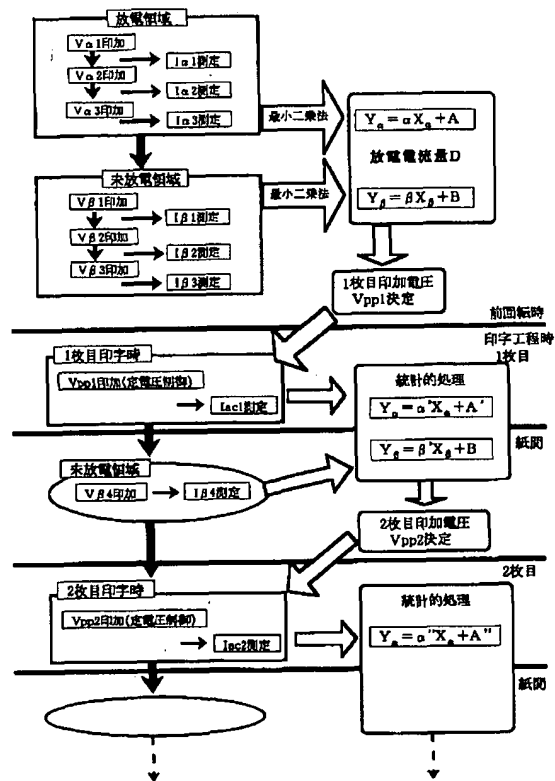 放電領域
Vα1印加
Iα1測定
Vα2印加
Iα2測定
Vα3印加
Iα3測定
最小二乗法
未放電領域
Vβ1印加
Iβ1測定
Vβ2印加
Iβ2測定
Vβ3印加
Iβ3測定
最小二乗法
Yα=αXα+A
放電電流量D
Yβ=βXβ+B
1枚目印加電圧
Vpp1決定
前回転時
印字工程時
1枚目
1枚目印字時
Vpp1印加(定電圧制御)
Iac1測定
統計的処理
Yα=α'Xα+A'
Yβ=β'Xβ+B
紙間
未放電領域
Vβ4印加
Iβ4測定
2枚目印加電圧
Vpp2決定
2枚目
2枚目印字時
Vpp2印加(定電圧制御)
Iac2測定
統計的処理
Yα=α"Xα+A"
紙間